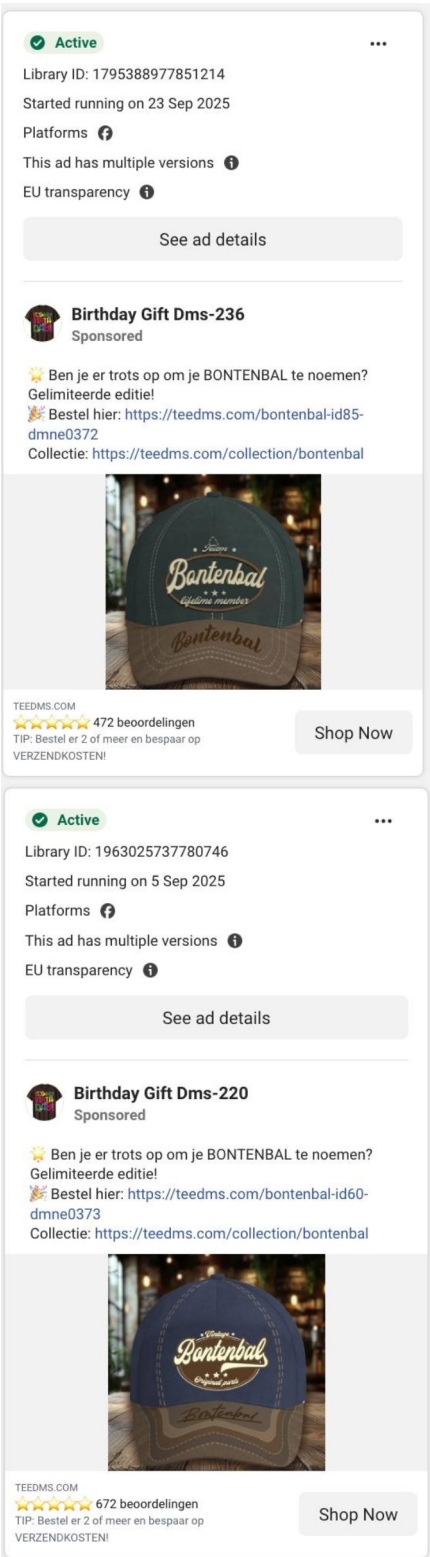 Active
Library ID: 1795388977851214
Started running on 23 Sep 2025
Platforms
This ad has multiple versions
EU transparency
See ad details
Birthday Gift Dms-236
Sponsored
🌟 Ben je er trots op om je BONTENBAL te noemen?
Gelimiteerde editie!
🎉 Bestel hier: https://teedms.com/bontenbal-id85-
dmne0372
Collectie: https://teedms.com/collection/bontenbal
Team
Bontenbal
lifetime member
Bontenbal
TEEDMS.COM
⭐⭐⭐⭐⭐ 472 beoordelingen
TIP: Bestel er 2 of meer en bespaar op
VERZENDKOSTEN!
Shop Now
Active
Library ID: 1963025737780746
Started running on 5 Sep 2025
Platforms
This ad has multiple versions
EU transparency
See ad details
Birthday Gift Dms-220
Sponsored
🌟 Ben je er trots op om je BONTENBAL te noemen?
Gelimiteerde editie!
🎉 Bestel hier: https://teedms.com/bontenbal-id60-
dmne0373
Collectie: https://teedms.com/collection/bontenbal
Vintage
Bontenbal
Original parts
Bontenbal
TEEDMS.COM
⭐⭐⭐⭐⭐ 672 beoordelingen
TIP: Bestel er 2 of meer en bespaar op
VERZENDKOSTEN!
Shop Now